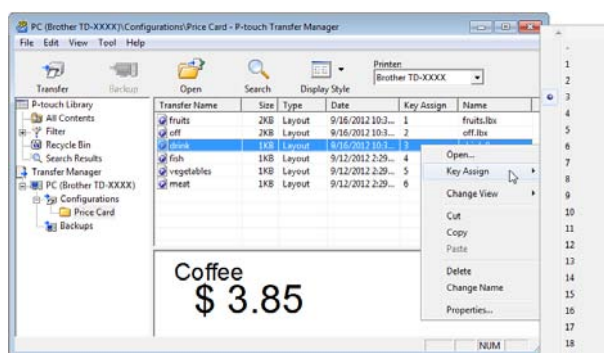 PC (Brother TD-XXXX)\Configurations\Price Card - P-touch Transfer Manager
File Edit View Tool Help
Transfer Backup Open Search Display Style
Printer:
Brother TD-XXXX
P-touch Library
All Contents
Filter
Recycle Bin
Search Results
Transfer Manager
PC (Brother TD-XXXX)
Configurations
Price Card
Backups
Transfer Name Size Type Date Key Assign Name
fruits 2KB Layout 9/16/2012 10:3... 1 fruits.lbx
off 2KB Layout 9/16/2012 10:3... 2 off.lbx
drink 1KB Layout 9/16/2012 10:3... 3
fish 1KB Layout 9/12/2012 2:29... 4
vegetables 1KB Layout 9/12/2012 2:29... 5
meat 1KB Layout 9/12/2012 2:29... 6
Open...
Key Assign
Change View
Cut
Copy
Paste
Delete
Change Name
Properties...
-
1
2
3
4
5
6
7
8
9
10
11
12
13
14
15
16
17
18
Coffee
$ 3.85
NUM